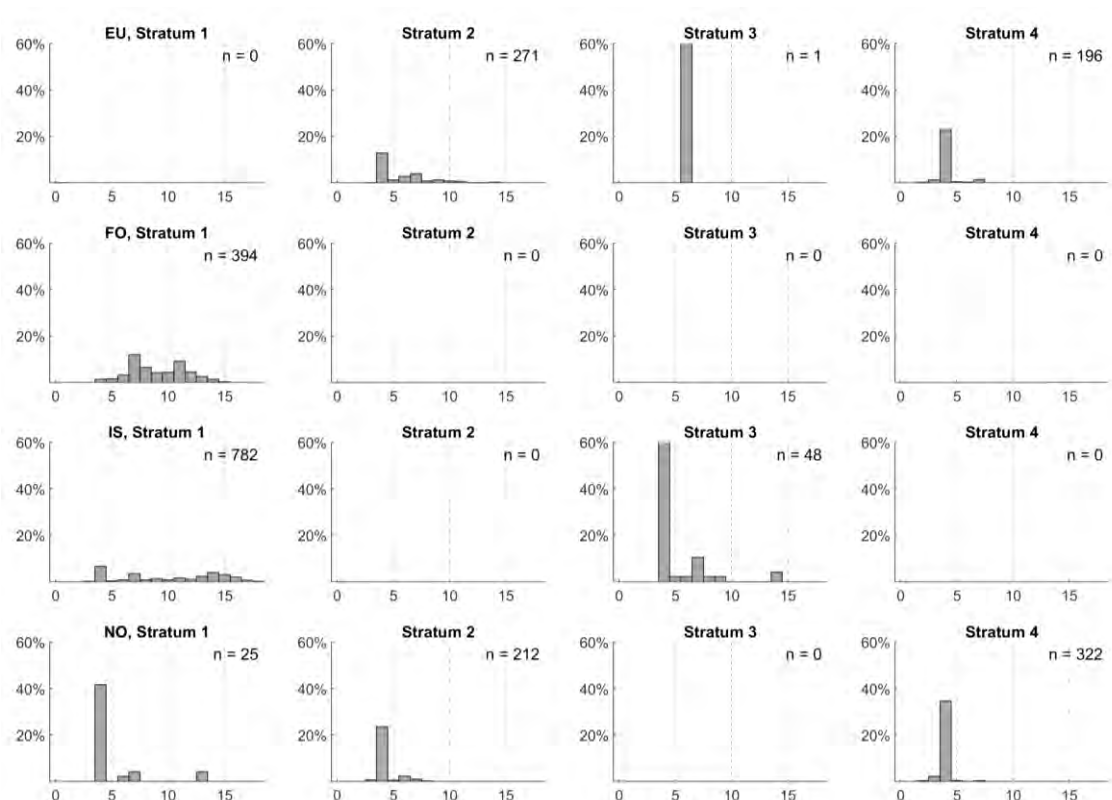 EU, Stratum 1 Stratum 2 Stratum 3 Stratum 4
60% n = 0 60% n = 271 60% n = 1 60% n = 196
40% 40% 40% 40%
20% 20% 20% 20%
0 5 10 15 0 5 10 15 0 5 10 15 0 5 10 15
FO, Stratum 1 Stratum 2 Stratum 3 Stratum 4
60% n = 394 60% n = 0 60% n = 0 60% n = 0
40% 40% 40% 40%
20% 20% 20% 20%
0 5 10 15 0 5 10 15 0 5 10 15 0 5 10 15
IS, Stratum 1 Stratum 2 Stratum 3 Stratum 4
60% n = 782 60% n = 0 60% n = 48 60% n = 0
40% 40% 40% 40%
20% 20% 20% 20%
0 5 10 15 0 5 10 15 0 5 10 15 0 5 10 15
NO, Stratum 1 Stratum 2 Stratum 3 Stratum 4
60% n = 25 60% n = 212 60% n = 0 60% n = 322
40% 40% 40% 40%
20% 20% 20% 20%
0 5 10 15 0 5 10 15 0 5 10 15 0 5 10 15